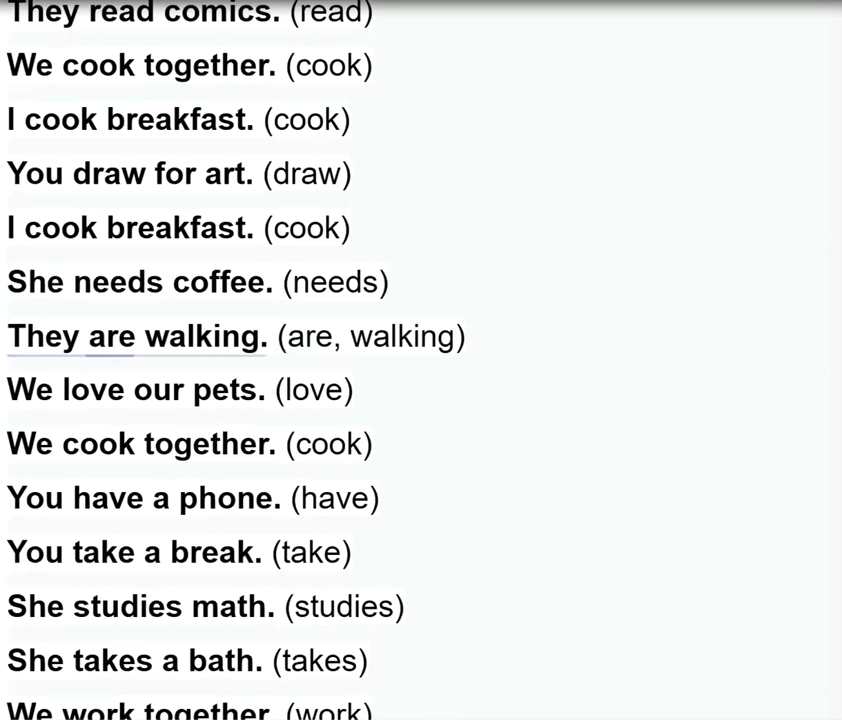 They read comics. (read)
We cook together. (cook)
I cook breakfast. (cook)
You draw for art. (draw)
I cook breakfast. (cook)
She needs coffee. (needs)
They are walking. (are, walking)
We love our pets. (love)
We cook together. (cook)
You have a phone. (have)
You take a break. (take)
She studies math. (studies)
She takes a bath. (takes)
We work together. (work)